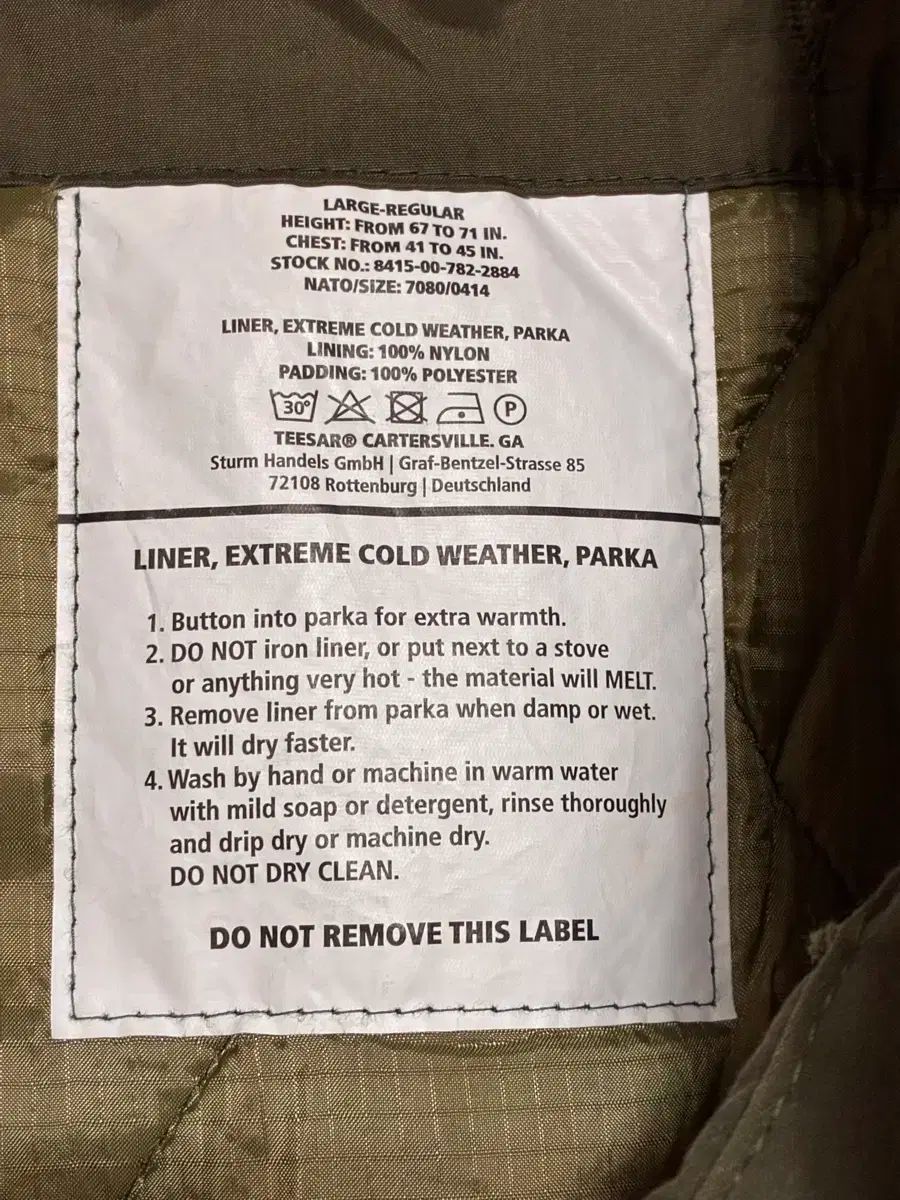 LARGE-REGULAR
HEIGHT: FROM 67 TO 71 IN.
CHEST: FROM 41 TO 45 IN.
STOCK NO.: 8415-00-782-2884
NATO/SIZE: 7080/0414
LINER, EXTREME COLD WEATHER, PARKA
LINING: 100% NYLON
PADDING: 100% POLYESTER
30° P
TEESAR® CARTERSVILLE. GA
Sturm Handels GmbH | Graf-Bentzel-Strasse 85
72108 Rottenburg | Deutschland
LINER, EXTREME COLD WEATHER, PARKA
1. Button into parka for extra warmth.
2. DO NOT iron liner, or put next to a stove
or anything very hot - the material will MELT.
3. Remove liner from parka when damp or wet.
It will dry faster.
4. Wash by hand or machine in warm water
with mild soap or detergent, rinse thoroughly
and drip dry or machine dry.
DO NOT DRY CLEAN.
DO NOT REMOVE THIS LABEL